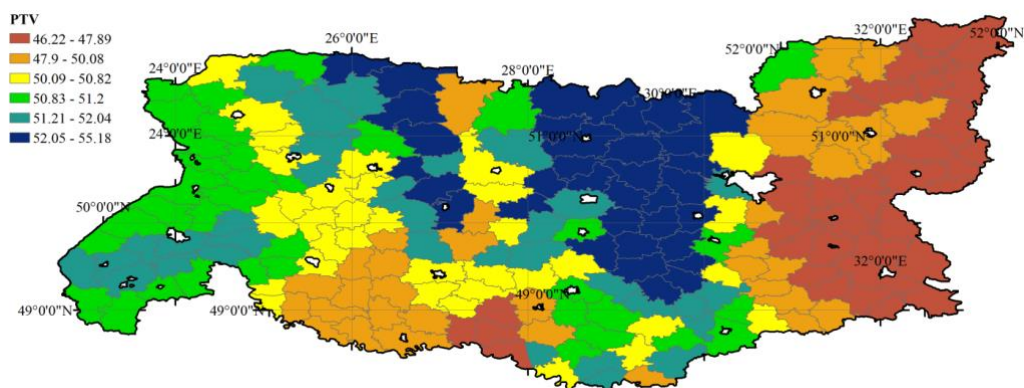 PTV
46.22 - 47.89
47.9 - 50.08
50.09 - 50.82
50.83 - 51.2
51.21 - 52.04
52.05 - 55.18
26°0'0"E
32°0'0"E
52°0'0"N
52°0'0"N
24°0'0"E
28°0'0"E
30°0'0"E
24°0'0"E
51°0'0"N
51°0'0"N
50°0'0"N
32°0'0"E
49°0'0"N
49°0'0"N
49°0'0"N